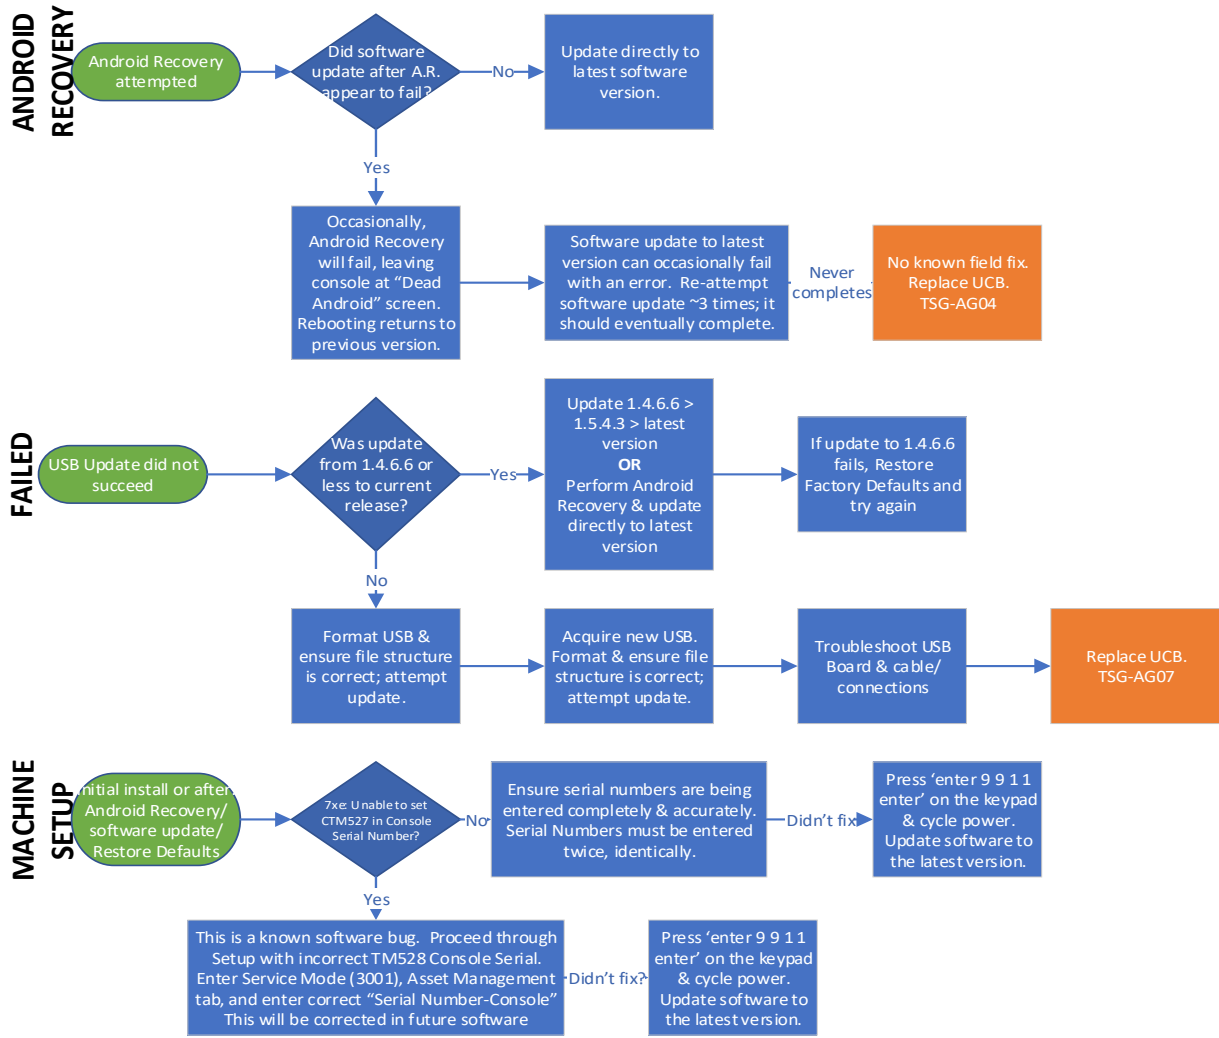 ANDROID
RECOVERY
Android Recovery
attempted
Did software
update after A.R.
appear to fail?
No
Update directly to
latest software
version.
Yes
Occasionally,
Android Recovery
will fail, leaving
console at “Dead
Android” screen.
Rebooting returns to
previous version.
Software update to latest
version can occasionally fail
with an error.  Re-attempt
software update ~3 times; it
should eventually complete.
Never
completes
No known field fix.
Replace UCB.
TSG-AG04
FAILED
USB Update did not
succeed
Was update
from 1.4.6.6 or
less to current
release?
Yes
Update 1.4.6.6 >
1.5.4.3 > latest
version
OR
Perform Android
Recovery & update
directly to latest
version
If update to 1.4.6.6
fails, Restore
Factory Defaults and
try again
No
Format USB &
ensure file structure
is correct; attempt
update.
Acquire new USB.
Format & ensure file
structure is correct;
attempt update.
Troubleshoot USB
Board & cable/
connections
Replace UCB.
TSG-AG07
MACHINE
SETUP
Initial install or after
Android Recovery/
software update/
Restore Defaults
7xe: Unable to set
CTM527 in Console
Serial Number?
No
Ensure serial numbers are being
entered completely & accurately.
Serial Numbers must be entered
twice, identically.
Didn’t fix
Press ‘enter 9 9 1 1
enter’ on the keypad
& cycle power.
Update software to
the latest version.
Yes
This is a known software bug.  Proceed through
Setup with incorrect TM528 Console Serial.
Enter Service Mode (3001), Asset Management
tab, and enter correct “Serial Number-Console”
This will be corrected in future software
Didn’t fix?
Press ‘enter 9 9 1 1
enter’ on the keypad
& cycle power.
Update software to
the latest version.